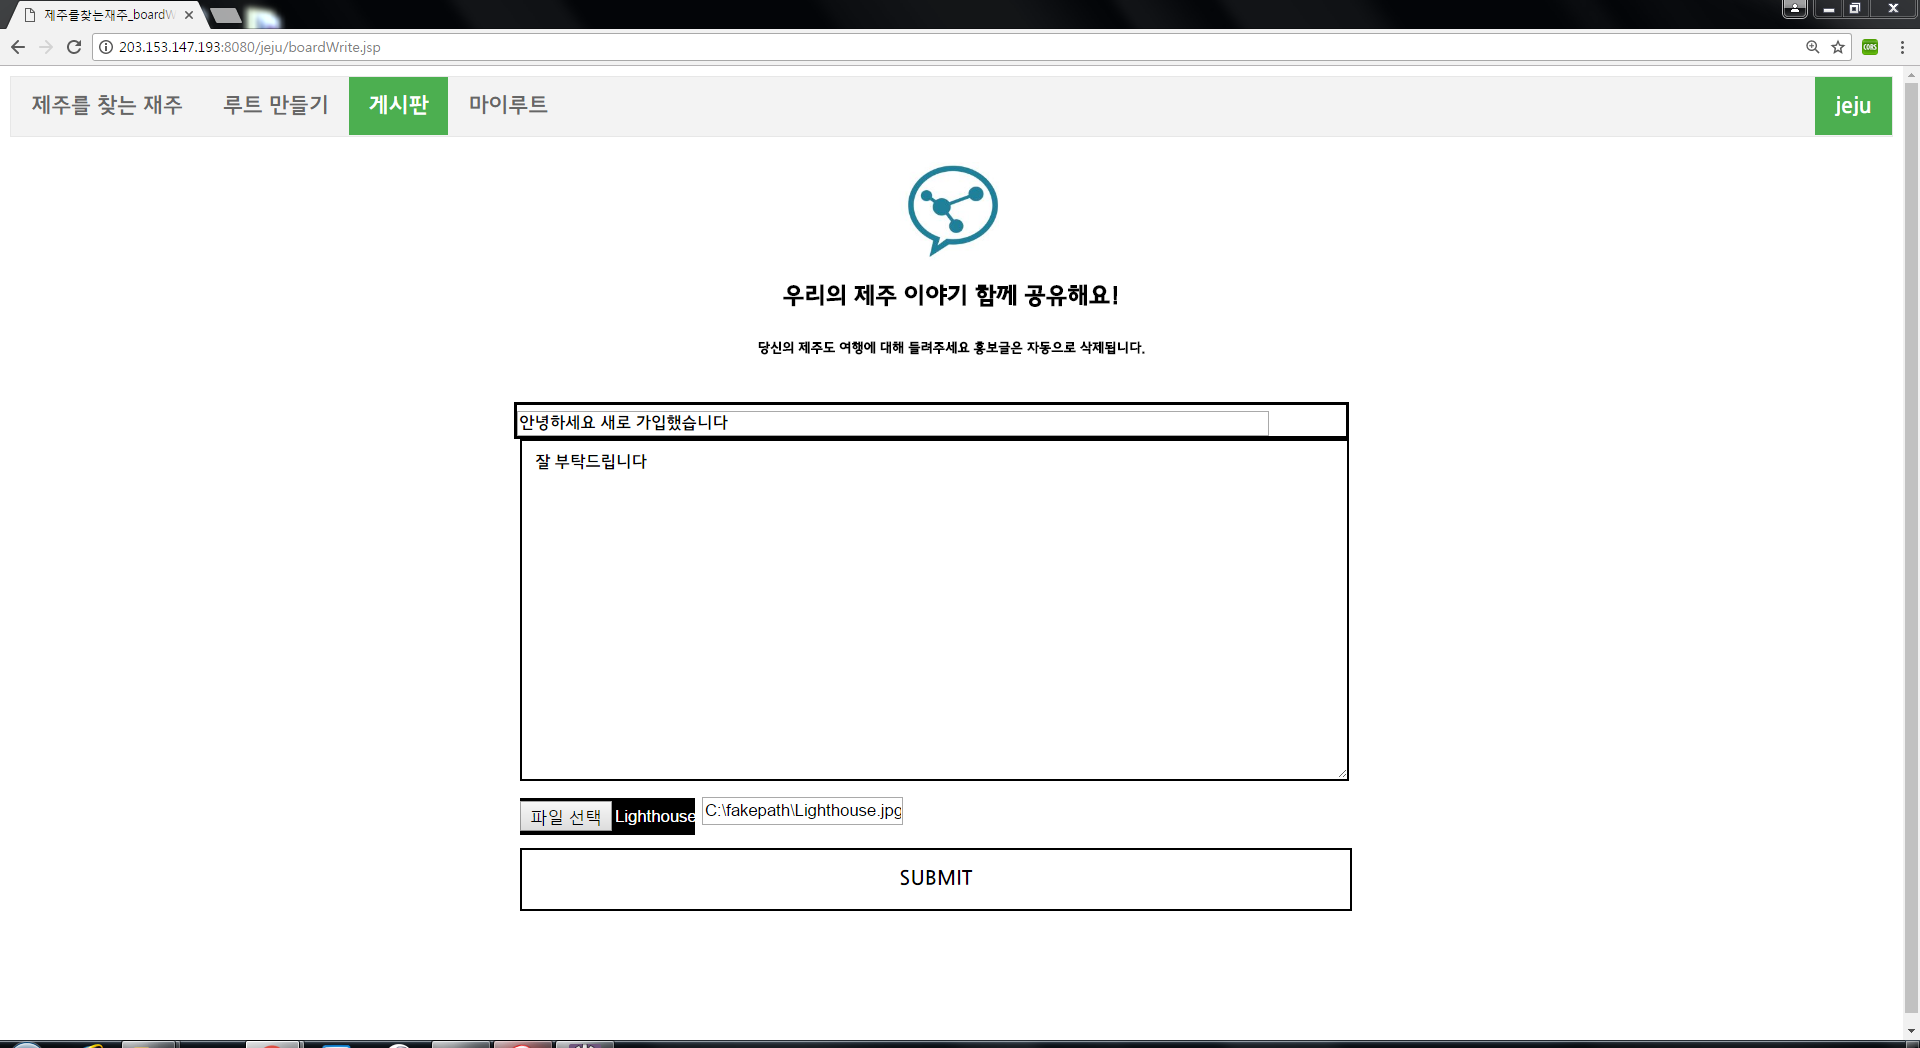 제주를찾는재주_boardW
203.153.147.193:8080/jeju/boardWrite.jsp
CORS
제주를 찾는 재주 루트 만들기 게시판 마이루트 jeju
우리의 제주 이야기 함께 공유해요!
당신의 제주도 여행에 대해 들려주세요 홍보글은 자동으로 삭제됩니다.
안녕하세요 새로 가입했습니다
잘 부탁드립니다
파일 선택 Lighthouse C:\fakepath\Lighthouse.jpg
SUBMIT